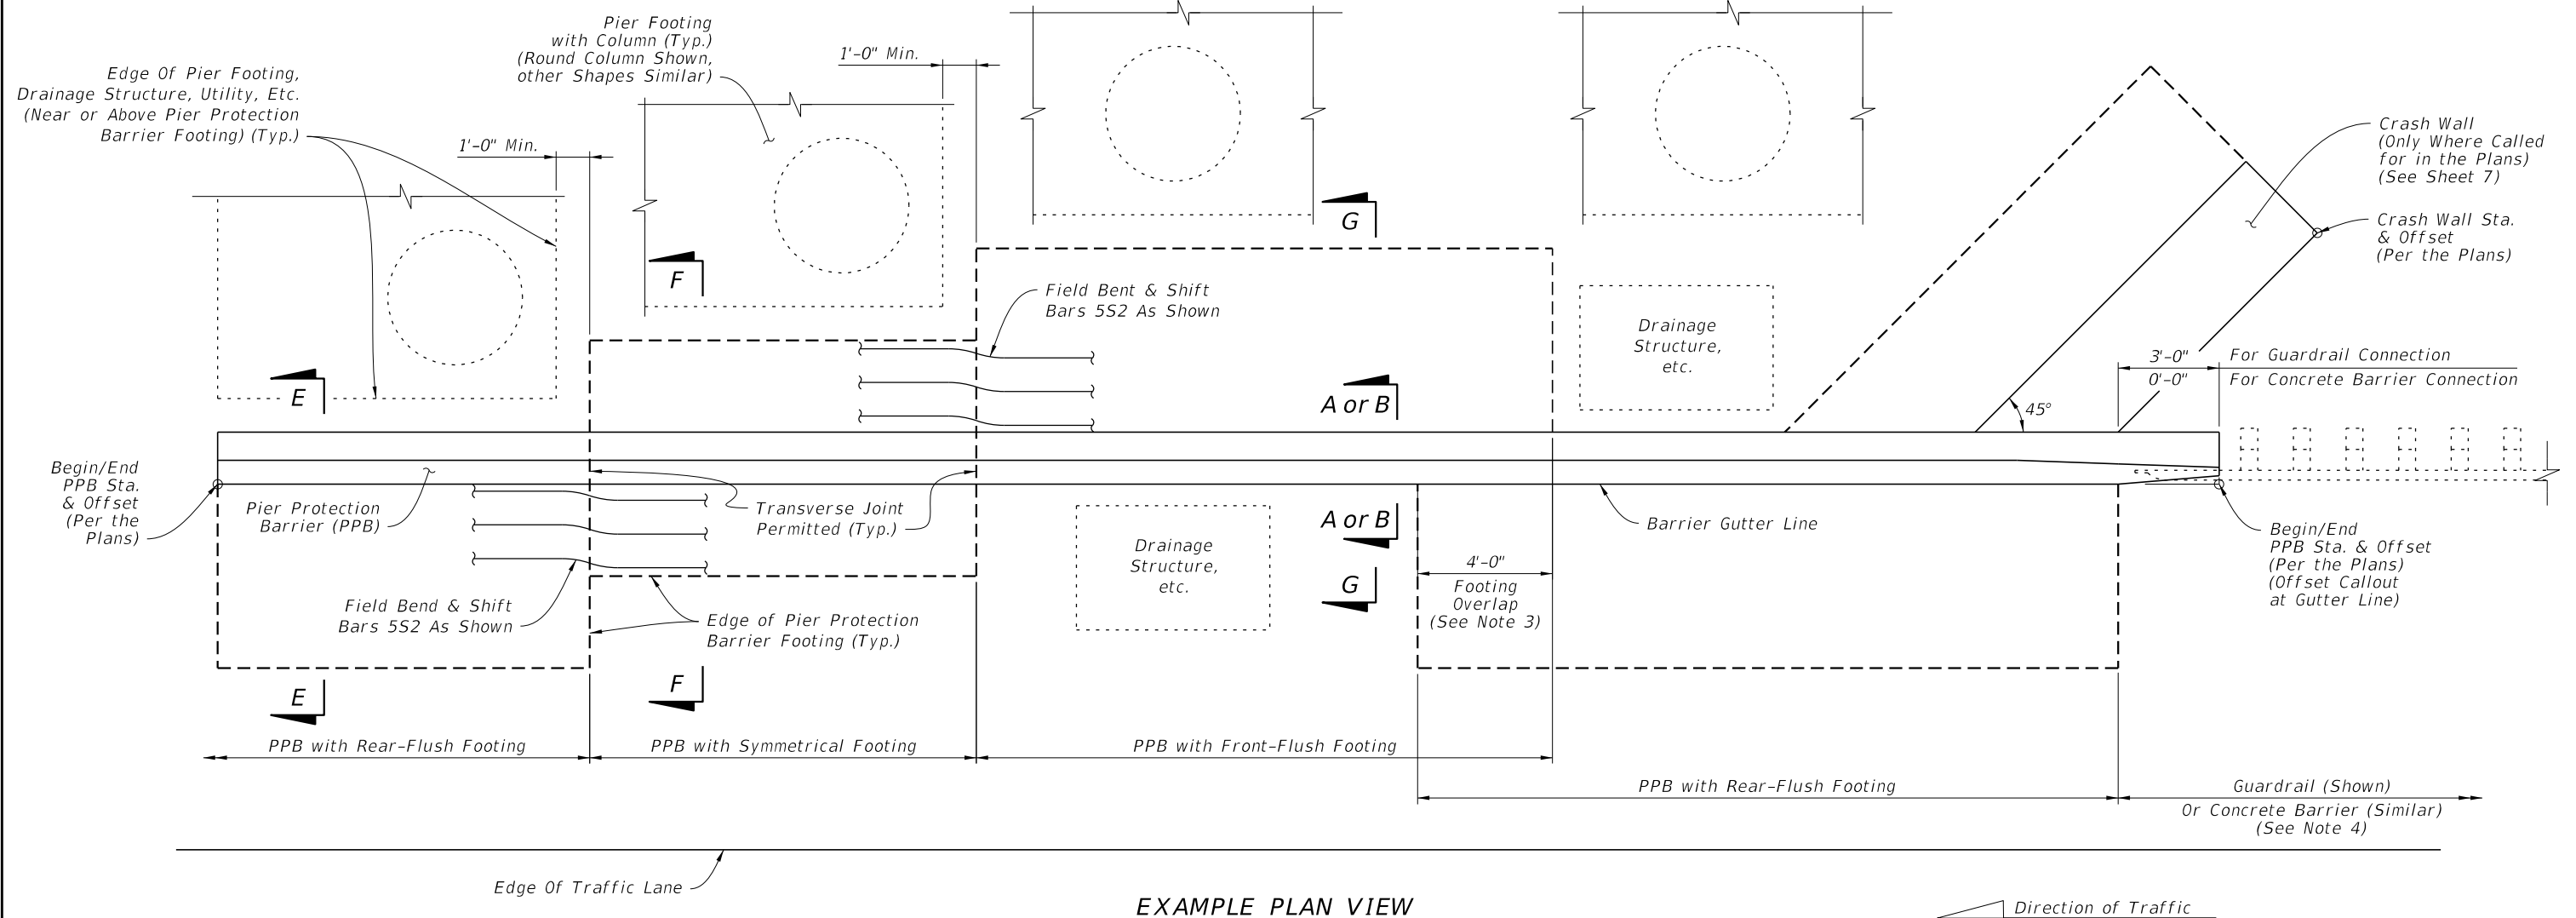 Pier Footing
with Column (Typ.)
(Round Column Shown,
other Shapes Similar)
1'-0" Min.
Edge Of Pier Footing,
Drainage Structure, Utility, Etc.
(Near or Above Pier Protection
Barrier Footing) (Typ.)
1'-0" Min.
Crash Wall
(Only Where Called
for in the Plans)
(See Sheet 7)
Crash Wall Sta.
& Offset
(Per the Plans)
G
F
E
Field Bent & Shift
Bars 5S2 As Shown
Drainage
Structure,
etc.
A or B
3'-0"
For Guardrail Connection
0'-0"
For Concrete Barrier Connection
45°
Begin/End
PPB Sta.
& Offset
(Per the
Plans)
Pier Protection
Barrier (PPB)
Transverse Joint
Permitted (Typ.)
Drainage
Structure,
etc.
A or B
G
Barrier Gutter Line
4'-0"
Footing
Overlap
(See Note 3)
Begin/End
PPB Sta. & Offset
(Per the Plans)
(Offset Callout
at Gutter Line)
Field Bend & Shift
Bars 5S2 As Shown
Edge of Pier Protection
Barrier Footing (Typ.)
E
F
PPB with Rear-Flush Footing
PPB with Symmetrical Footing
PPB with Front-Flush Footing
PPB with Rear-Flush Footing
Guardrail (Shown)
Or Concrete Barrier (Similar)
(See Note 4)
Edge Of Traffic Lane
EXAMPLE PLAN VIEW
Direction of Traffic